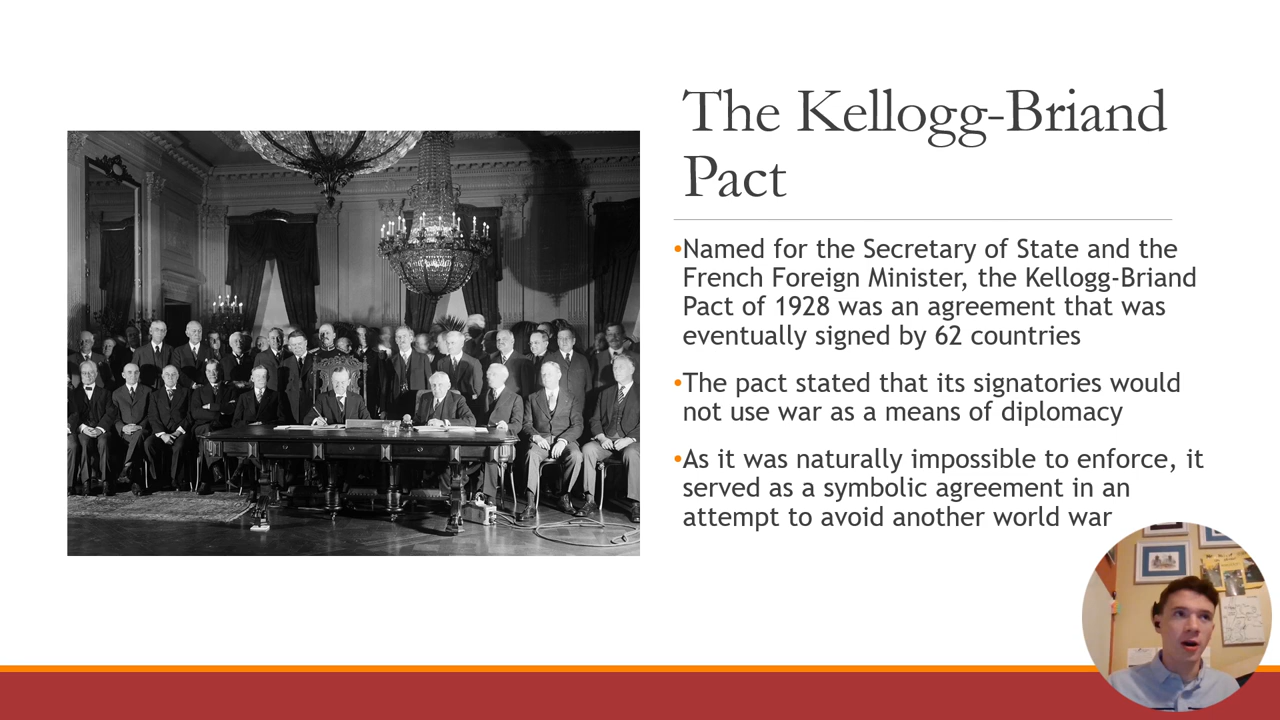 The Kellogg-Briand
Pact
•Named for the Secretary of State and the
French Foreign Minister, the Kellogg-Briand
Pact of 1928 was an agreement that was
eventually signed by 62 countries
•The pact stated that its signatories would
not use war as a means of diplomacy
•As it was naturally impossible to enforce, it
served as a symbolic agreement in an
attempt to avoid another world war